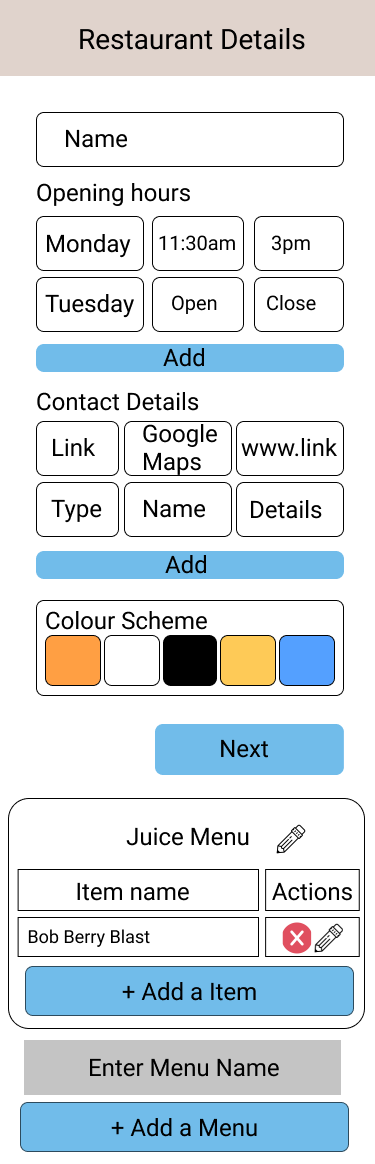 Restaurant Details
Name
Opening hours
Monday 11:30am 3pm
Tuesday Open Close
Add
Contact Details
Link Google Maps www.link
Type Name Details
Add
Colour Scheme
Next
Juice Menu
Item name Actions
Bob Berry Blast
+ Add a Item
Enter Menu Name
+ Add a Menu